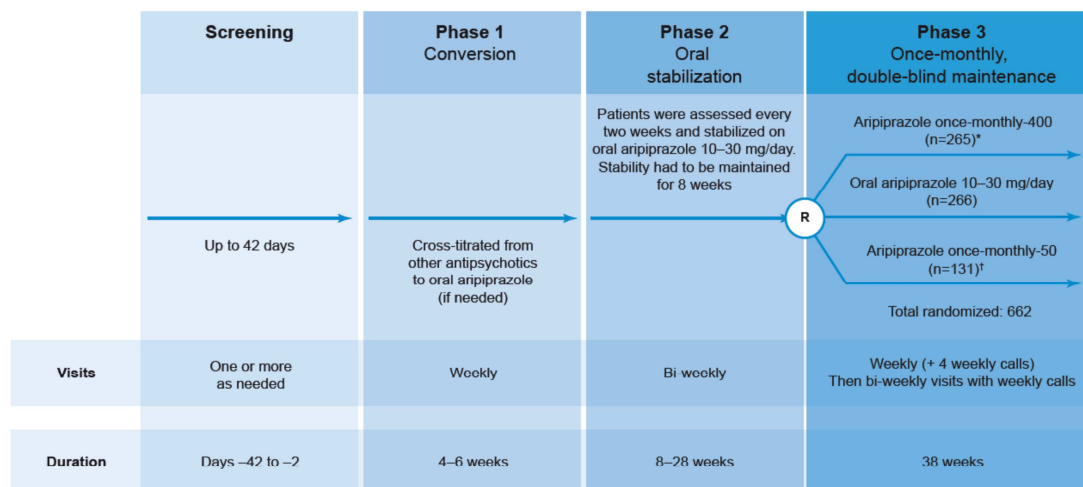 Screening
Phase 1
Conversion
Phase 2
Oral
stabilization
Phase 3
Once-monthly,
double-blind maintenance
Up to 42 days
Cross-titrated from
other antipsychotics
to oral aripiprazole
(if needed)
Patients were assessed every
two weeks and stabilized on
oral aripiprazole 10–30 mg/day.
Stability had to be maintained
for 8 weeks
R
Aripiprazole once-monthly-400
(n=265)*
Oral aripiprazole 10–30 mg/day
(n=266)
Aripiprazole once-monthly-50
(n=131)†
Total randomized: 662
Visits
One or more
as needed
Weekly
Bi-weekly
Weekly (+ 4 weekly calls)
Then bi-weekly visits with weekly calls
Duration
Days –42 to –2
4–6 weeks
8–28 weeks
38 weeks